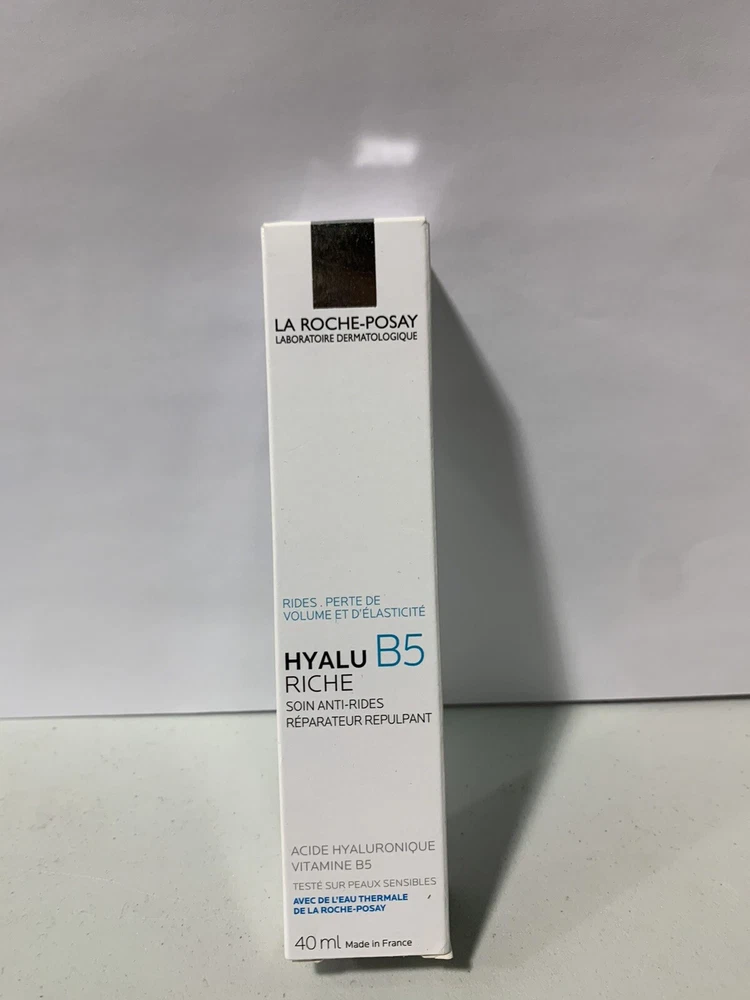 LA ROCHE-POSAY
LABORATOIRE DERMATOLOGIQUE
RIDES . PERTE DE
VOLUME ET D'ÉLASTICITÉ
HYALU B5
RICHE
SOIN ANTI-RIDES
RÉPARATEUR REPULPANT
ACIDE HYALURONIQUE
VITAMINE B5
TESTÉ SUR PEAUX SENSIBLES
AVEC DE L'EAU THERMALE
DE LA ROCHE-POSAY
40 ml Made in France